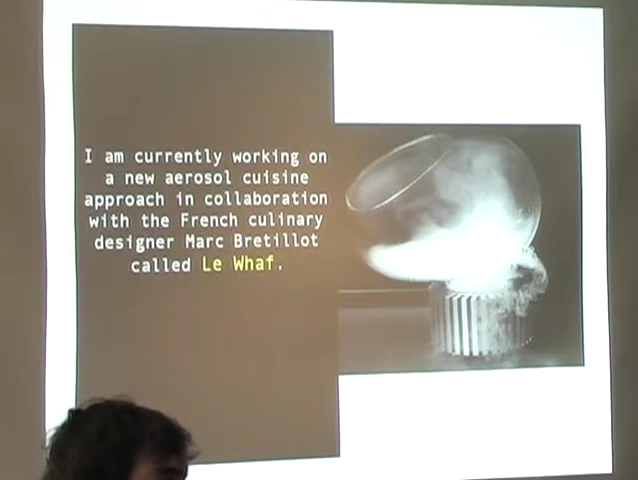 I am currently working on
a new aerosol cuisine
approach in collaboration
with the French culinary
designer Marc Bretillot
called Le Whaf.